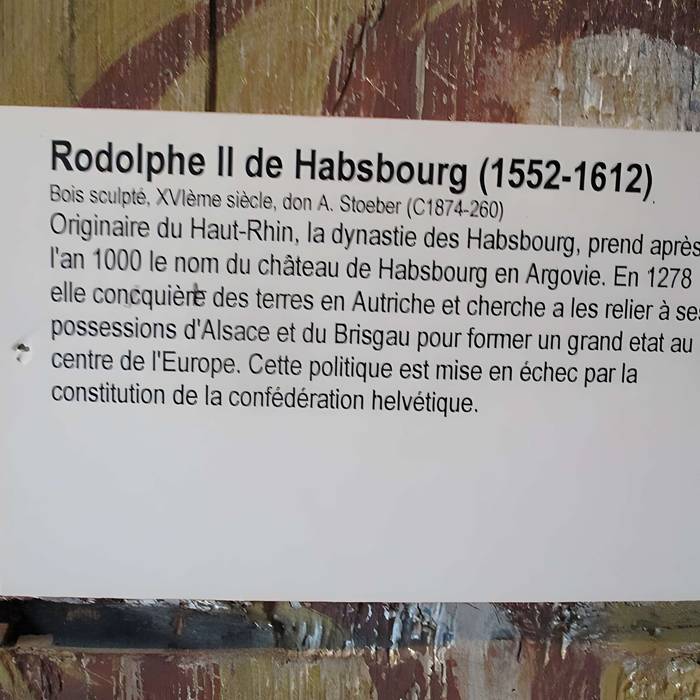 Rodolphe II de Habsbourg (1552-1612)
Bois sculpté, XVIème siècle, don A. Stoeber (C1874-260)
Originaire du Haut-Rhin, la dynastie des Habsbourg, prend après
l'an 1000 le nom du château de Habsbourg en Argovie. En 1278
elle concquière des terres en Autriche et cherche a les relier à ses
possessions d'Alsace et du Brisgau pour former un grand etat au
centre de l'Europe. Cette politique est mise en échec par la
constitution de la confédération helvétique.